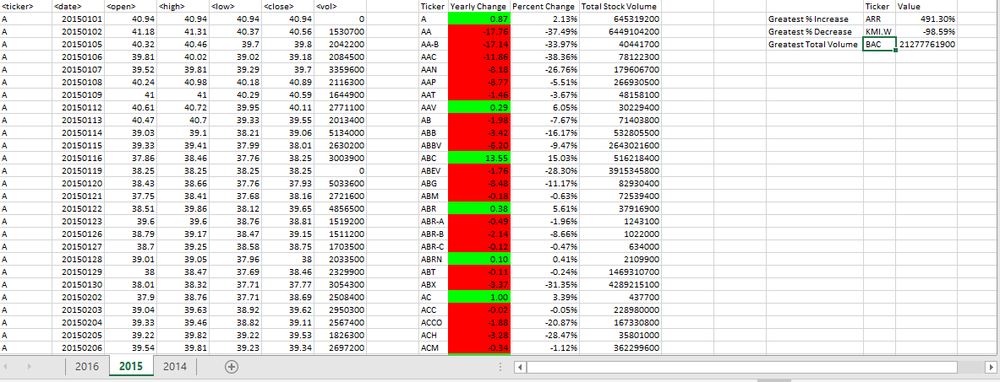 <ticker> <date> <open> <high> <low> <close> <vol> Ticker Yearly Change Percent Change Total Stock Volume Ticker Value
A 20150101 40.94 40.94 40.94 40.94 0 A 0.87 2.13% 645319200 Greatest % Increase ARR 491.30%
A 20150102 41.18 41.31 40.37 40.56 1530700 AA -17.76 -37.49% 6449104200 Greatest % Decrease KMI.W -98.59%
A 20150105 40.32 40.46 39.7 39.8 2042200 AA-B -17.14 -33.97% 40441700 Greatest Total Volume BAC 21277761900
A 20150106 39.81 40.02 39.02 39.18 2084500 AAC -11.86 -38.36% 78122300
A 20150107 39.52 39.81 39.29 39.7 3359600 AAN -8.18 -26.76% 179606700
A 20150108 40.24 40.98 40.18 40.89 2116300 AAP -8.77 -5.51% 266930500
A 20150109 41 41 40.29 40.59 1644900 AAT -1.46 -3.67% 48158100
A 20150112 40.61 40.72 39.95 40.11 2771100 AAV 0.29 6.05% 30229400
A 20150113 40.47 40.7 39.33 39.55 2013400 AB -1.98 -7.67% 71403800
A 20150114 39.03 39.1 38.21 39.06 5134000 ABB -3.42 -16.17% 532805500
A 20150115 39.33 39.41 37.99 38.01 2630200 ABBV -6.20 -9.47% 2643021600
A 20150116 37.86 38.46 37.76 38.25 3003900 ABC 13.55 15.03% 516218400
A 20150119 38.25 38.25 38.25 38.25 0 ABEV -1.76 -28.30% 3915345800
A 20150120 38.43 38.66 37.76 37.93 5033600 ABG -8.48 -11.17% 82930400
A 20150121 37.75 38.41 37.68 38.16 2721600 ABM -0.18 -0.63% 72539400
A 20150122 38.51 39.86 38.12 39.65 4856500 ABR 0.38 5.61% 37916900
A 20150123 39.6 39.6 38.76 38.81 1519200 ABR-A -0.49 -1.96% 1243100
A 20150126 38.79 39.17 38.47 39.15 1511200 ABR-B -2.14 -8.66% 1022000
A 20150127 38.7 39.25 38.58 38.75 1703500 ABR-C -0.12 -0.47% 634000
A 20150128 39.01 39.05 37.96 38 2033500 ABRN 0.10 0.41% 2109900
A 20150129 38 38.47 37.69 38.46 2329900 ABT -0.11 -0.24% 1469310700
A 20150130 38.01 38.32 37.71 37.77 3054300 ABX -3.37 -31.35% 4289215100
A 20150202 37.9 38.76 37.71 38.69 2508400 AC 1.00 3.39% 437700
A 20150203 39.04 39.63 38.92 39.62 2950300 ACC -0.02 -0.05% 228980000
A 20150204 39.33 39.46 38.82 39.11 2567400 ACCO -1.88 -20.87% 167330800
A 20150205 39.22 39.82 39.22 39.53 1826300 ACH -3.28 -28.47% 35801000
A 20150206 39.54 39.81 39.23 39.34 2697200 ACM -0.34 -1.12% 362299600
2016 2015 2014